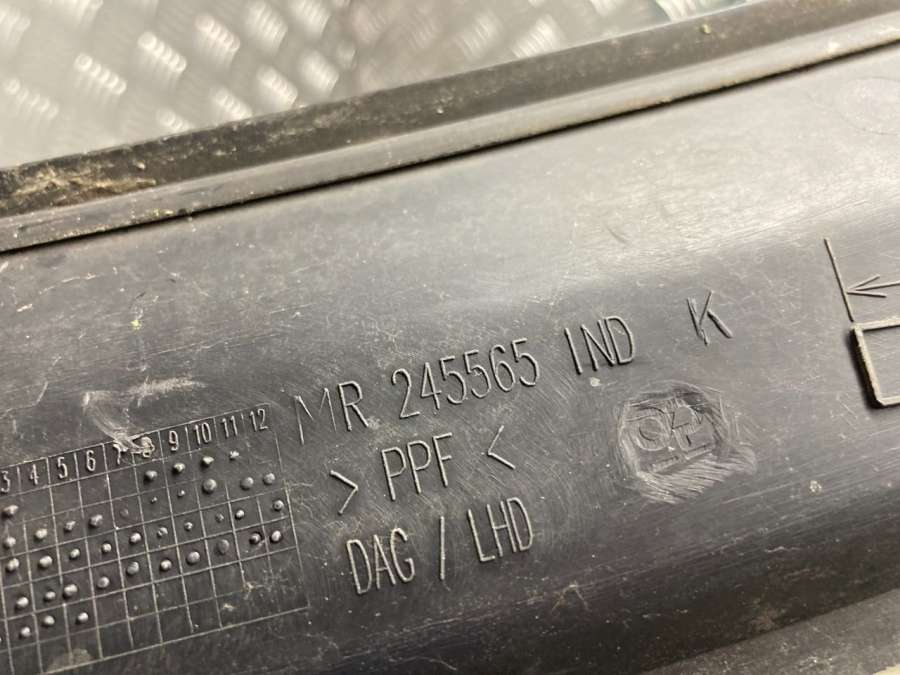 MR 245565 IND K
> PPF <
DAG / LHD
3 4 5 6 7 8 9 10 11 12